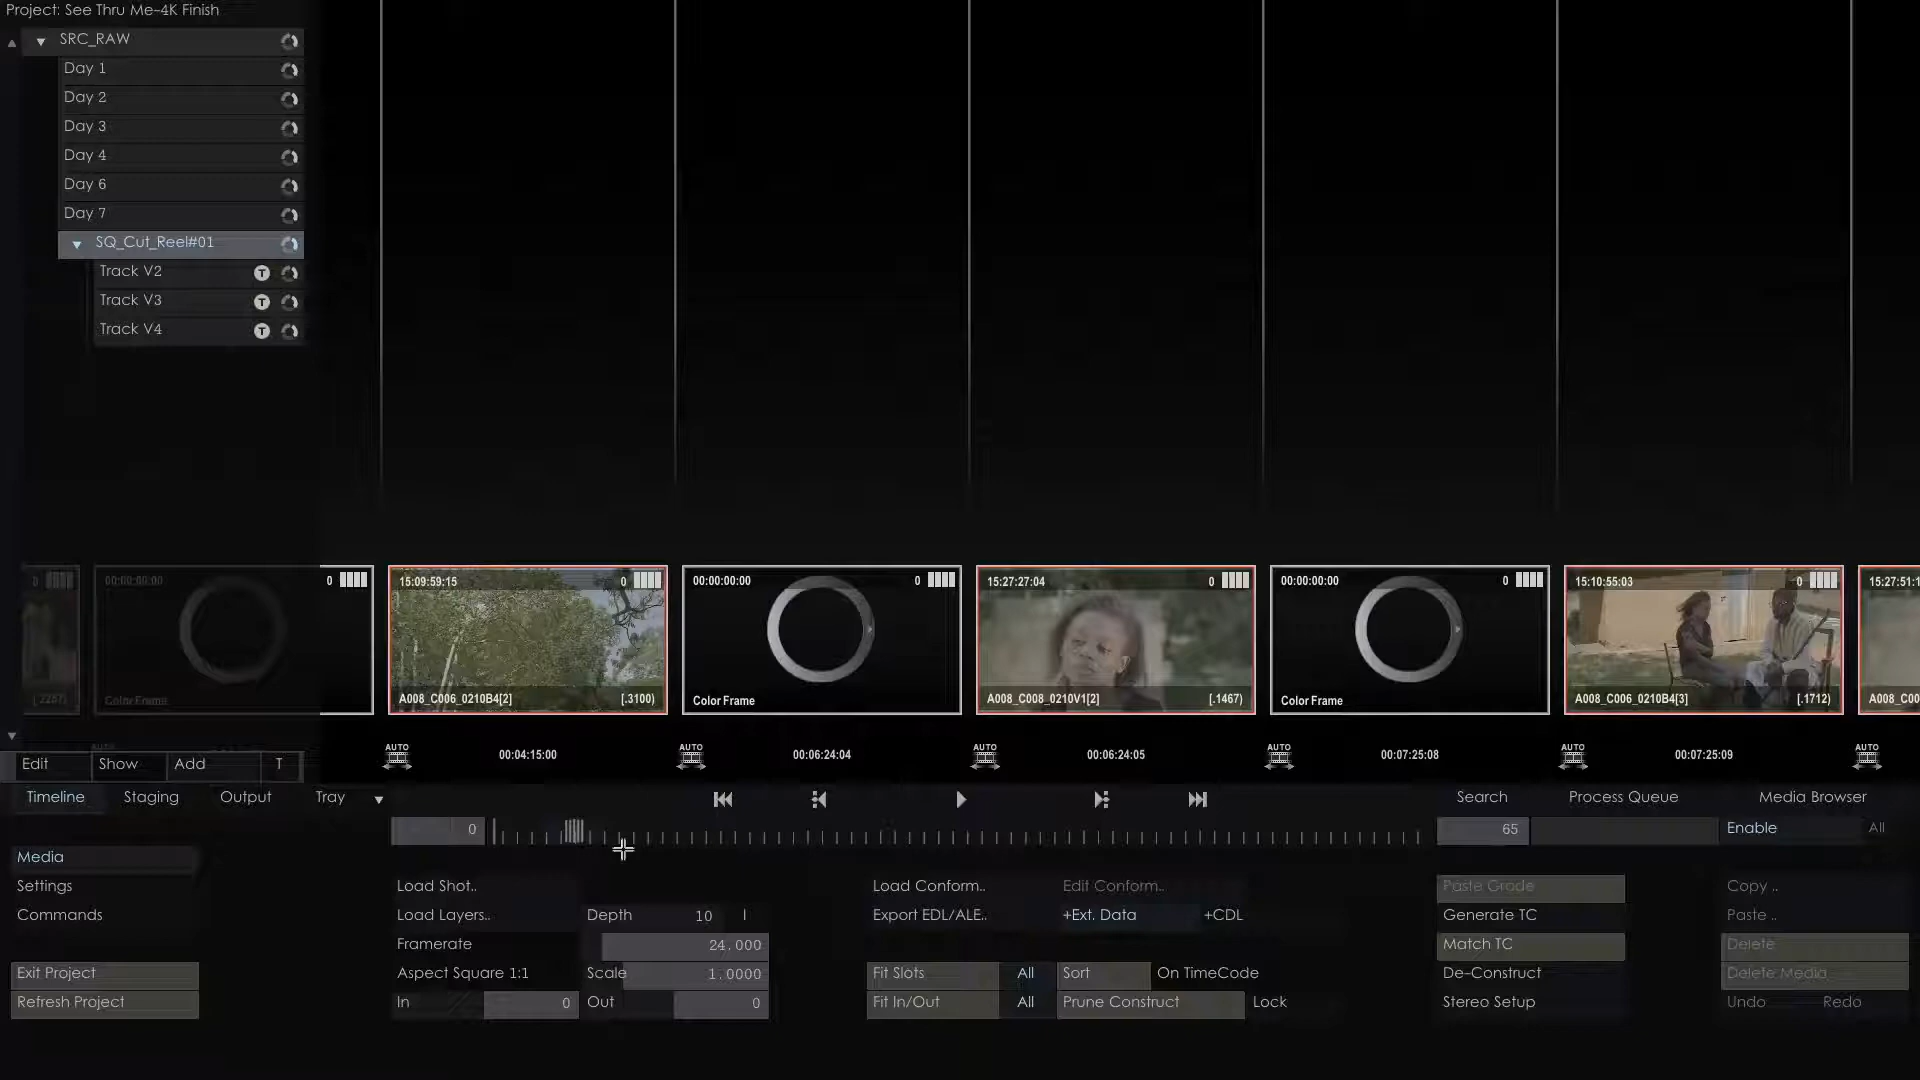 Project: See Thru Me-4K Finish
SRC_RAW
Day 1
Day 2
Day 3
Day 4
Day 6
Day 7
SQ_Cut_Reel#01
Track V2 T
Track V3 T
Track V4 T
0 00:00:00:00 0 15:09:59:15 0 00:00:00:00 0 15:27:27:04 0 00:00:00:00 0 15:10:55:03 0 15:27:51:1
Color Frame A008_C006_0210B4[2] [.3100) Color Frame A008_C008_0210V1[2] [.1467) Color Frame A008_C006_0210B4[3] [.1712) A008_C00
AUTO 00:04:15:00 AUTO 00:06:24:04 AUTO 00:06:24:05 AUTO 00:07:25:08 AUTO 00:07:25:09 AUTO
Edit Show Add T
Timeline Staging Output Tray Search Process Queue Media Browser
0 65 Enable All
Media
Settings
Commands
Exit Project
Refresh Project
Load Shot..
Load Layers.. Depth 10 I
Framerate 24.000
Aspect Square 1:1 Scale 1.0000
In 0 Out 0
Load Conform.. Edit Conform..
Export EDL/ALE.. +Ext. Data +CDL
Fit Slots All Sort On TimeCode
Fit In/Out All Prune Construct Lock
Paste Grade
Generate TC
Match TC
De-Construct
Stereo Setup
Copy ..
Paste ..
Delete
Delete Media..
Undo Redo